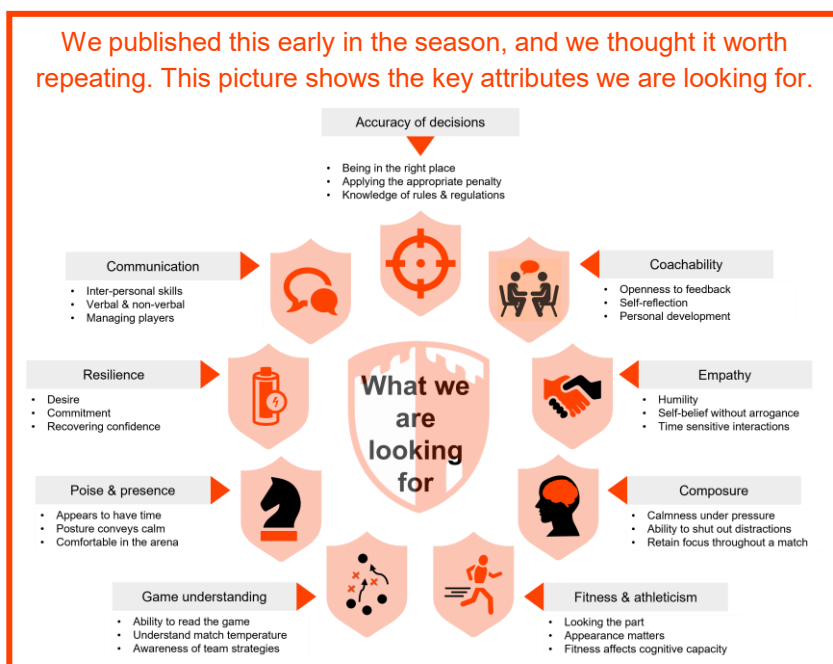 We published this early in the season, and we thought it worth
repeating. This picture shows the key attributes we are looking for.
Accuracy of decisions
• Being in the right place
• Applying the appropriate penalty
• Knowledge of rules & regulations
Communication
• Inter-personal skills
• Verbal & non-verbal
• Managing players
Coachability
• Openness to feedback
• Self-reflection
• Personal development
Resilience
• Desire
• Commitment
• Recovering confidence
What we
are
looking
for
Empathy
• Humility
• Self-belief without arrogance
• Time sensitive interactions
Poise & presence
• Appears to have time
• Posture conveys calm
• Comfortable in the arena
Composure
• Calmness under pressure
• Ability to shut out distractions
• Retain focus throughout a match
Game understanding
• Ability to read the game
• Understand match temperature
• Awareness of team strategies
Fitness & athleticism
• Looking the part
• Appearance matters
• Fitness affects cognitive capacity